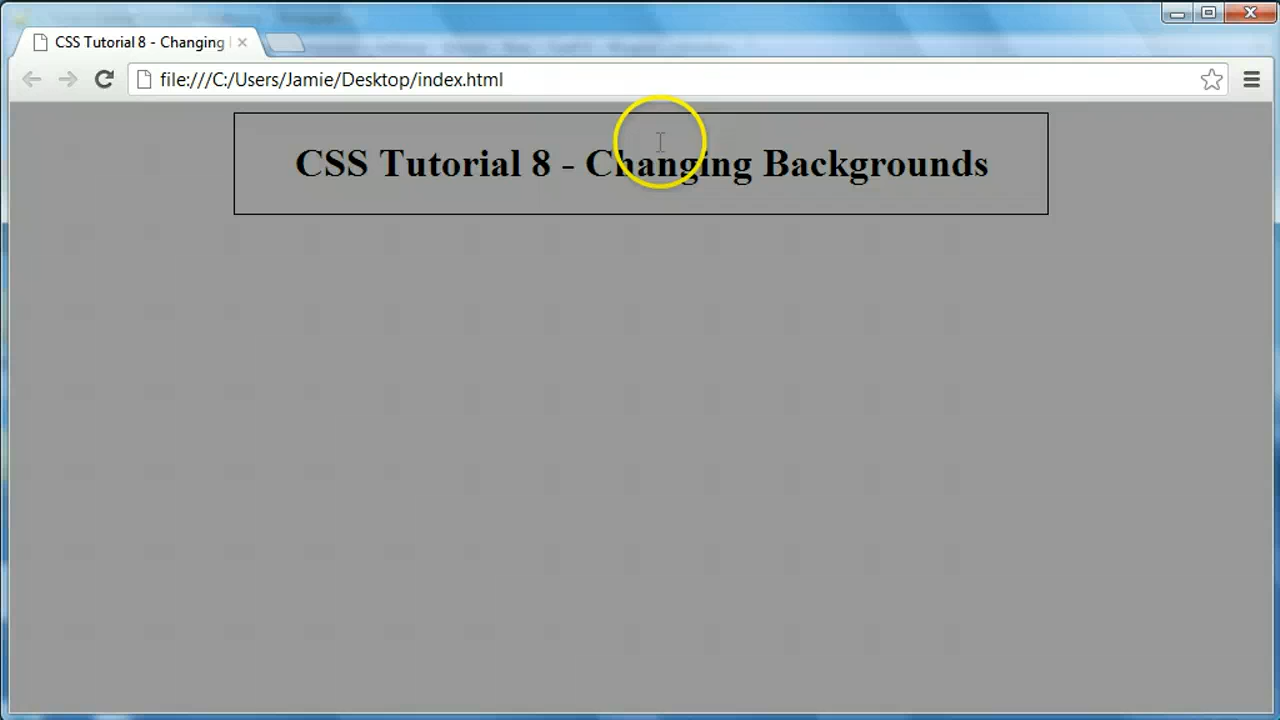 CSS Tutorial 8 - Changing
file:///C:/Users/Jamie/Desktop/index.html
CSS Tutorial 8 - Changing Backgrounds